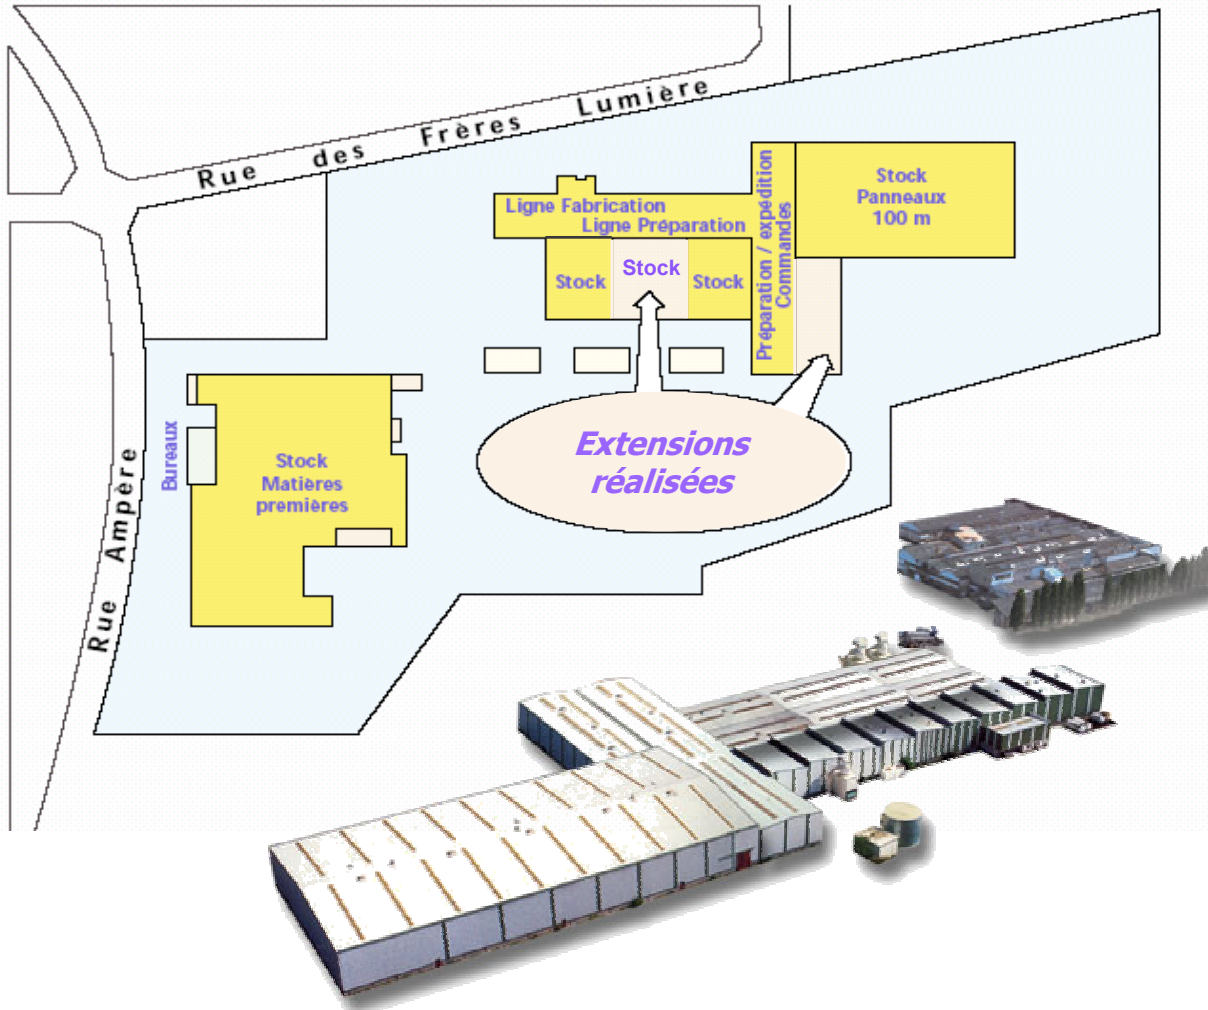 Rue des Frères Lumière
Stock
Panneaux
100 m
Ligne Fabrication
Ligne Préparation
Préparation / expédition
Commandes
Stock
Stock
Stock
Extensions
réalisées
Bureaux
Stock
Matières
premières
Rue Ampère